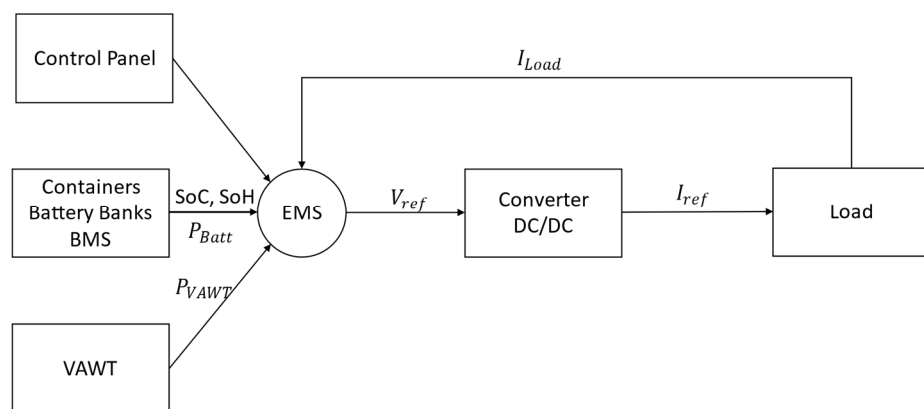 Control Panel
I_Load
Containers
Battery Banks
BMS
SoC, SoH
P_Batt
EMS
V_ref
Converter
DC/DC
I_ref
Load
P_VAWT
VAWT